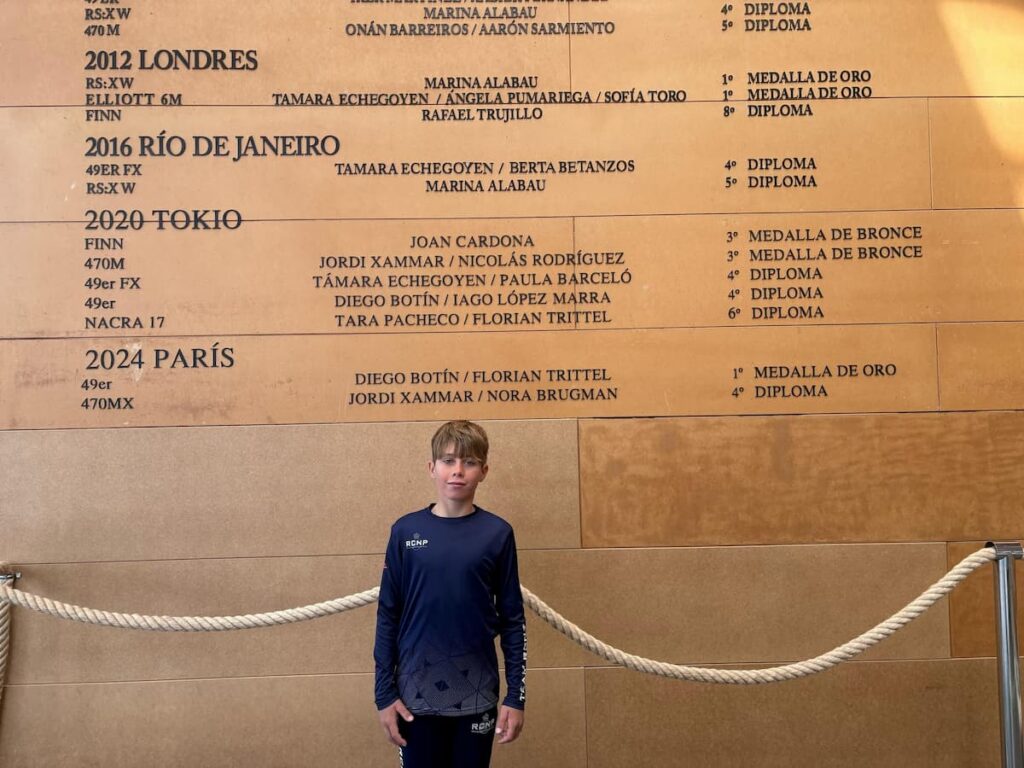 RS:X W MARINA ALABAU 4º DIPLOMA
470 M ONÁN BARREIROS / AARÓN SARMIENTO 5º DIPLOMA
2012 LONDRES
RS:X W MARINA ALABAU 1º MEDALLA DE ORO
ELLIOTT 6M TAMARA ECHEGOYEN / ÁNGELA PUMARIEGA / SOFÍA TORO 1º MEDALLA DE ORO
FINN RAFAEL TRUJILLO 8º DIPLOMA
2016 RÍO DE JANEIRO
49ER FX TAMARA ECHEGOYEN / BERTA BETANZOS 4º DIPLOMA
RS:X W MARINA ALABAU 5º DIPLOMA
2020 TOKIO
FINN JOAN CARDONA 3º MEDALLA DE BRONCE
470M JORDI XAMMAR / NICOLÁS RODRÍGUEZ 3º MEDALLA DE BRONCE
49er FX TÁMARA ECHEGOYEN / PAULA BARCELÓ 4º DIPLOMA
49er DIEGO BOTÍN / IAGO LÓPEZ MARRA 4º DIPLOMA
NACRA 17 TARA PACHECO / FLORIAN TRITTEL 6º DIPLOMA
2024 PARÍS
49er DIEGO BOTÍN / FLORIAN TRITTEL 1º MEDALLA DE ORO
470MX JORDI XAMMAR / NORA BRUGMAN 4º DIPLOMA
RCNP
RCNP